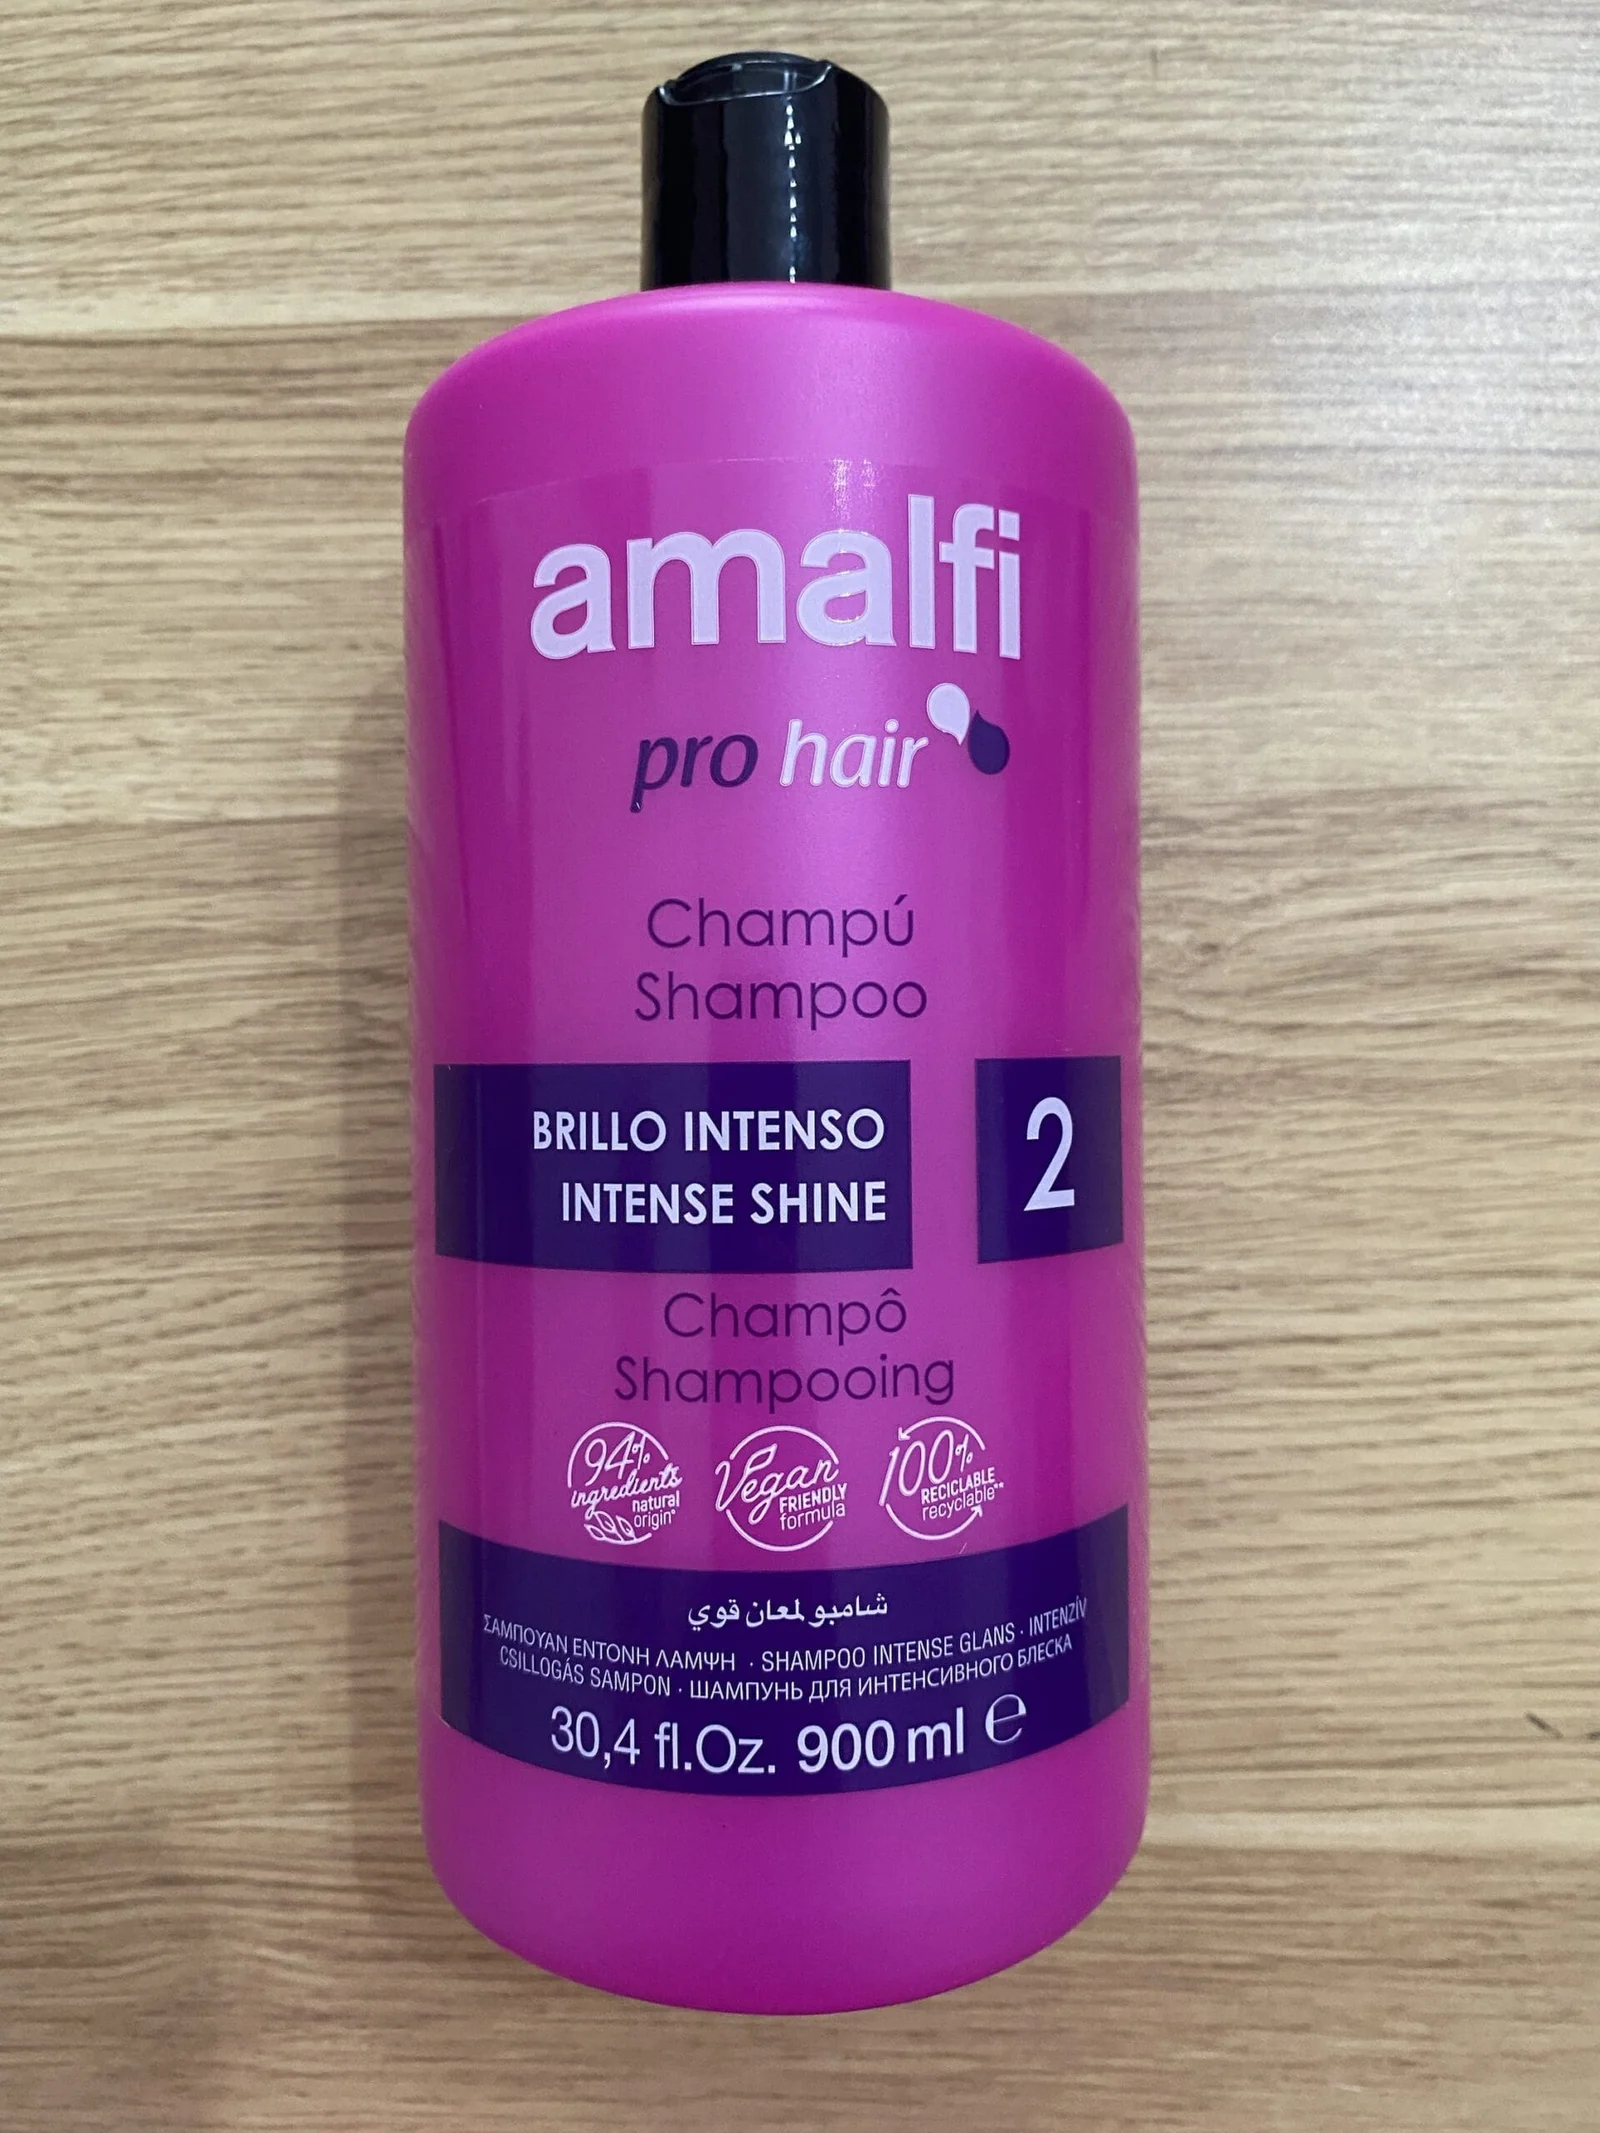 amalfi
pro hair
Champú
Shampoo
BRILLO INTENSO
INTENSE SHINE
2
Champô
Shampooing
94%
ingredients
natural
origin*
Vegan
FRIENDLY
formula
100%
RECICLABLE
recyclable**
شامبو لمعان قوي
ΣΑΜΠΟΥΑΝ ΕΝΤΟΝΗ ΛΑΜΨΗ · SHAMPOO INTENSE GLANS · INTENZÍV
CSILLOGÁS SAMPON · ШАМПУНЬ ДЛЯ ИНТЕНСИВНОГО БЛЕСКА
30,4 fl.Oz. 900 ml ℮